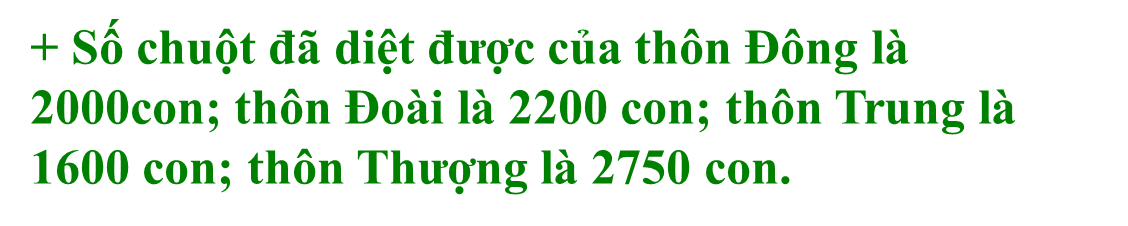 + Số chuột đã diệt được của thôn Đông là
2000con; thôn Đoài là 2200 con; thôn Trung là
1600 con; thôn Thượng là 2750 con.